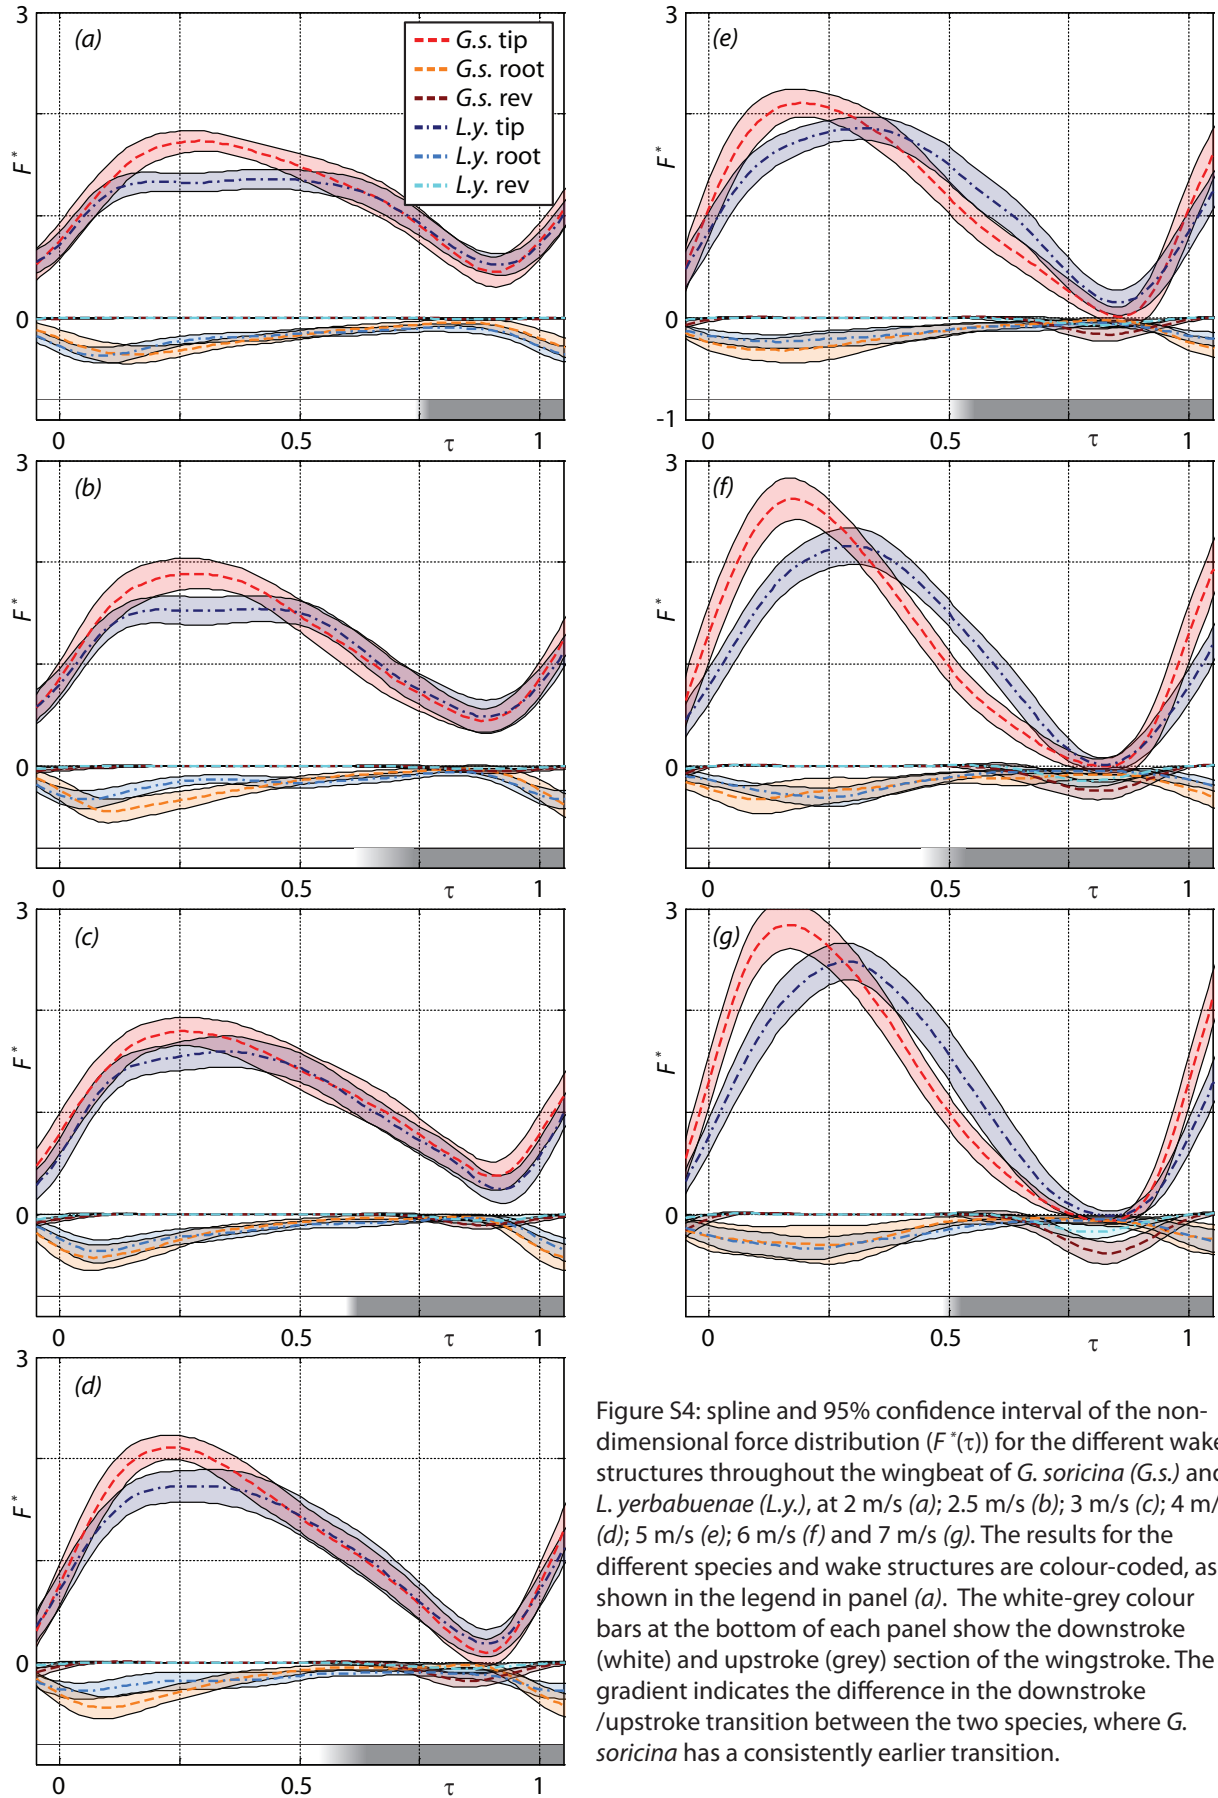 3
(a)
G.s. tip
G.s. root
G.s. rev
L.y. tip
L.y. root
L.y. rev
F*
0
0 0.5 τ 1
3
(b)
F*
0
0 0.5 τ 1
3
(c)
F*
0
0 0.5 τ 1
3
(d)
F*
0
0 0.5 τ 1
3
(e)
F*
0
-1
0 0.5 τ 1
3
(f)
F*
0
0 0.5 τ 1
3
(g)
F*
0
0 0.5 τ 1
Figure S4: spline and 95% confidence interval of the non-
dimensional force distribution (F*(τ)) for the different wake
structures throughout the wingbeat of G. soricina (G.s.) and
L. yerbabuenae (L.y.), at 2 m/s (a); 2.5 m/s (b); 3 m/s (c); 4 m/
(d); 5 m/s (e); 6 m/s (f) and 7 m/s (g). The results for the
different species and wake structures are colour-coded, as
shown in the legend in panel (a). The white-grey colour
bars at the bottom of each panel show the downstroke
(white) and upstroke (grey) section of the wingstroke. The
gradient indicates the difference in the downstroke
/upstroke transition between the two species, where G.
soricina has a consistently earlier transition.